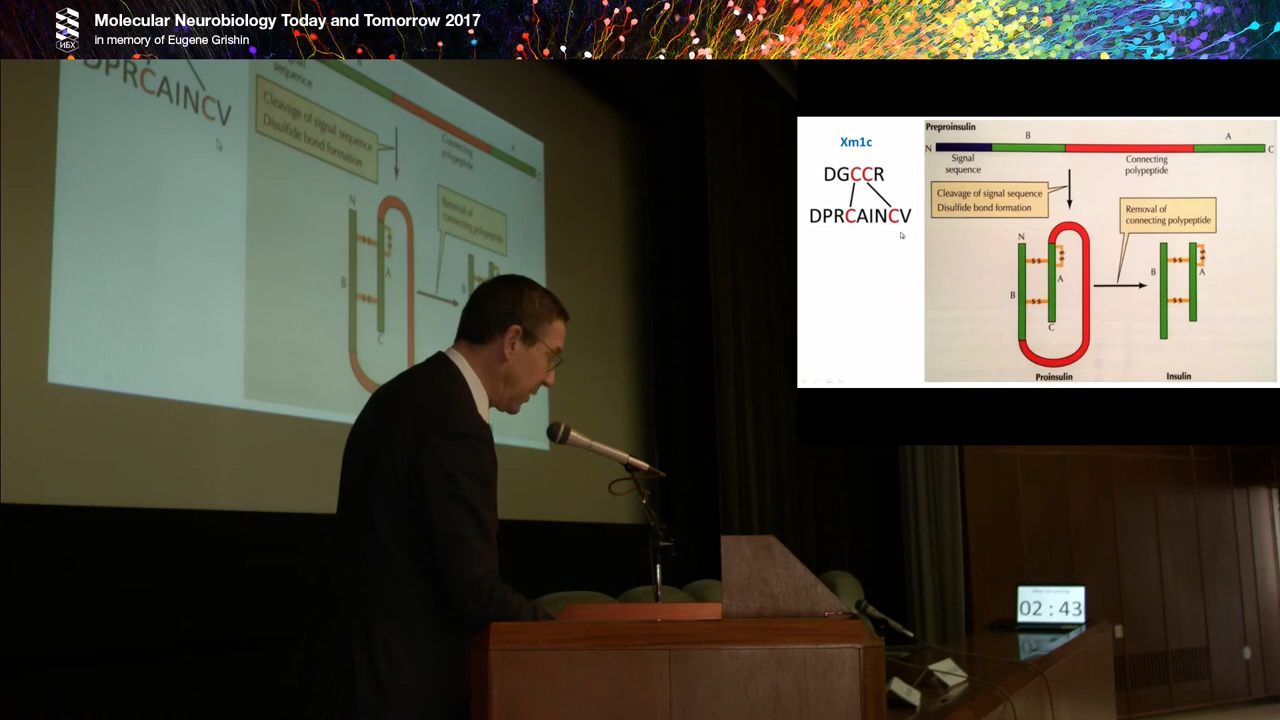 Molecular Neurobiology Today and Tomorrow 2017
in memory of Eugene Grishin
ИБХ
DPRCAINCV
sequence
Cleavage of signal sequence
Disulfide bond formation
Connecting
polypeptide
A
C
N
Removal of
connecting polypeptide
B
A
C
B
Xm1c
DGCCR
DPRCAINCV
Preproinsulin
B
A
N
C
Signal
sequence
Connecting
polypeptide
Cleavage of signal sequence
Disulfide bond formation
Removal of
connecting polypeptide
N
S S
S S
A
B
S S
C
B
S S
S S
A
S S
Proinsulin
Insulin
02 : 43